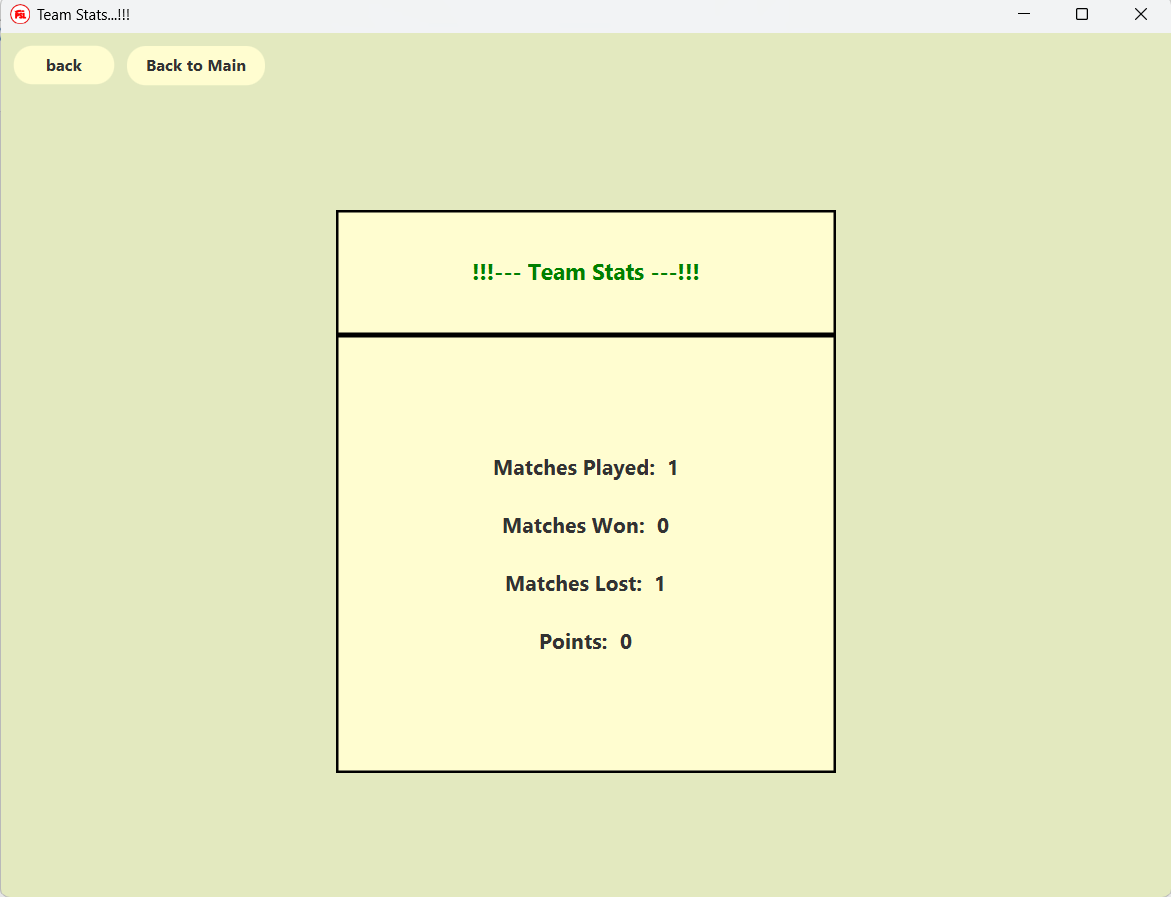 Team Stats...!!!
back
Back to Main
!!!--- Team Stats ---!!!
Matches Played: 1
Matches Won: 0
Matches Lost: 1
Points: 0